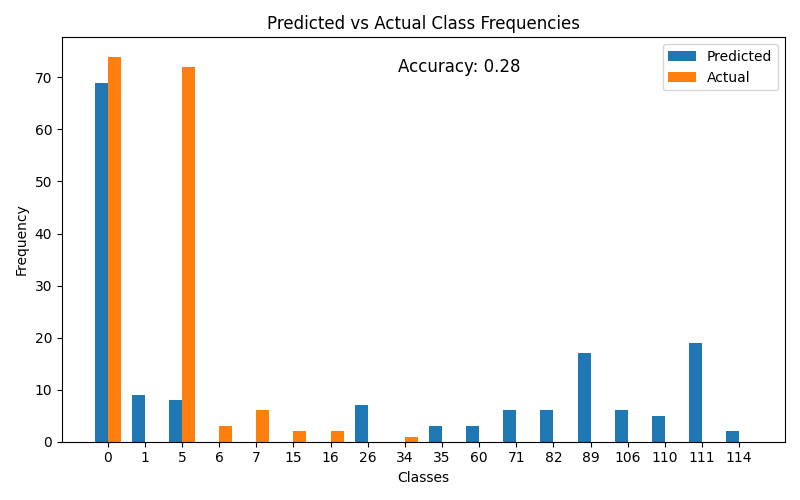 Predicted vs Actual Class Frequencies
Accuracy: 0.28
Predicted
Actual
Frequency
70
60
50
40
30
20
10
0
0 1 5 6 7 15 16 26 34 35 60 71 82 89 106 110 111 114
Classes